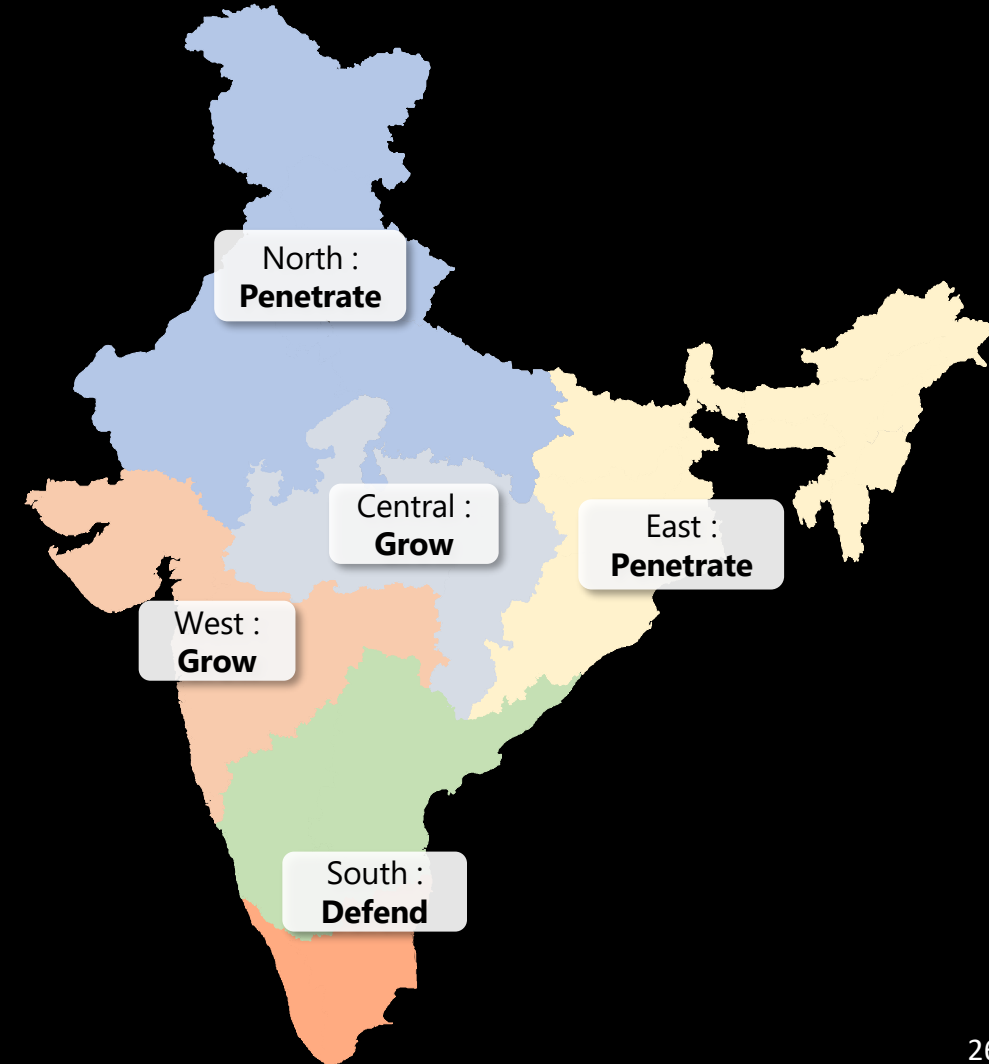 North :
Penetrate
Central :
Grow
East :
Penetrate
West :
Grow
South :
Defend